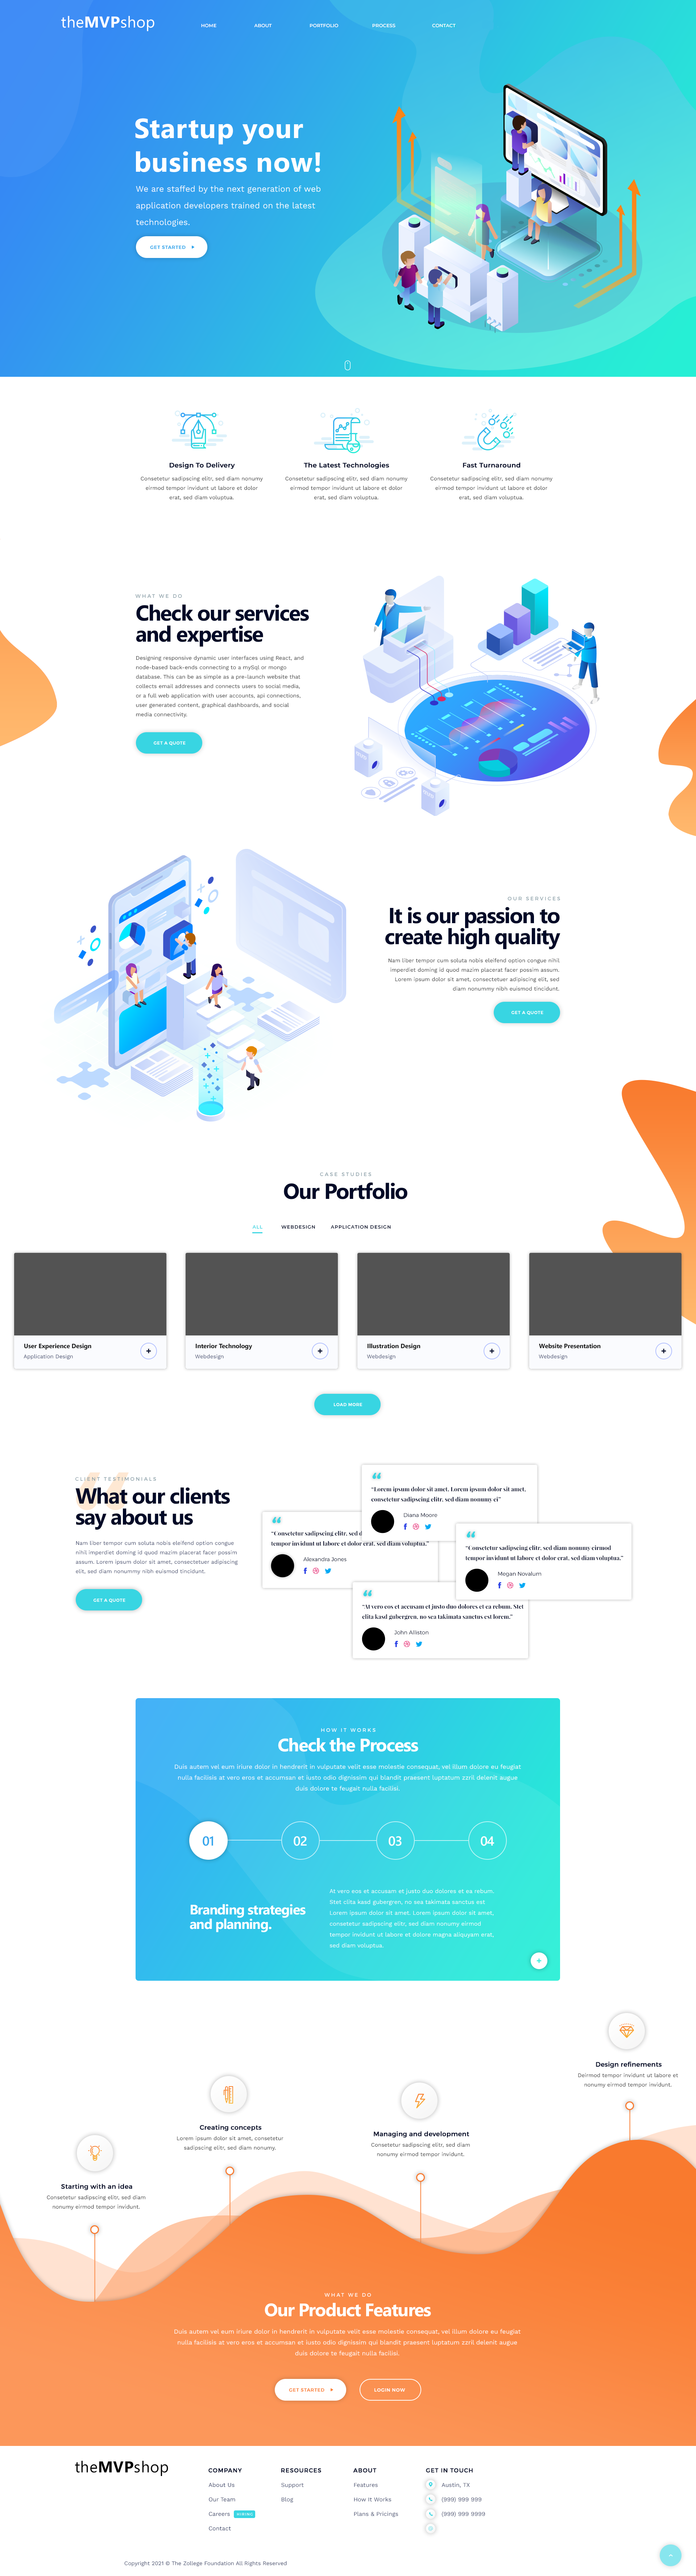 theMVPshop
HOME ABOUT PORTFOLIO PROCESS CONTACT
Startup your
business now!
We are staffed by the next generation of web
application developers trained on the latest
technologies.
GET STARTED
Design To Delivery
Consetetur sadipscing elitr, sed diam nonumy
eirmod tempor invidunt ut labore et dolor
erat, sed diam voluptua.
The Latest Technologies
Consetetur sadipscing elitr, sed diam nonumy
eirmod tempor invidunt ut labore et dolor
erat, sed diam voluptua.
Fast Turnaround
Consetetur sadipscing elitr, sed diam nonumy
eirmod tempor invidunt ut labore et dolor
erat, sed diam voluptua.
WHAT WE DO
Check our services
and expertise
Designing responsive dynamic user interfaces using React, and
node-based back-ends connecting to a mySql or mongo
database. This can be as simple as a pre-launch website that
collects email addresses and connects users to social media,
or a full web application with user accounts, api connections,
user generated content, graphical dashboards, and social
media connectivity.
GET A QUOTE
OUR SERVICES
It is our passion to
create high quality
Nam liber tempor cum soluta nobis eleifend option congue nihil
imperdiet doming id quod mazim placerat facer possim assum.
Lorem ipsum dolor sit amet, consectetuer adipiscing elit, sed
diam nonummy nibh euismod tincidunt.
GET A QUOTE
CASE STUDIES
Our Portfolio
ALL WEBDESIGN APPLICATION DESIGN
User Experience Design
Application Design
Interior Technology
Webdesign
Illustration Design
Webdesign
Website Presentation
Webdesign
LOAD MORE
CLIENT TESTIMONIALS
What our clients
say about us
Nam liber tempor cum soluta nobis eleifend option congue
nihil imperdiet doming id quod mazim placerat facer possim
assum. Lorem ipsum dolor sit amet, consectetuer adipiscing
elit, sed diam nonummy nibh euismod tincidunt.
GET A QUOTE
“Lorem ipsum dolor sit amet. Lorem ipsum dolor sit amet,
consetetur sadipscing elitr, sed diam nonumy ei”
Diana Moore
“Consetetur sadipscing elitr, sed d
tempor invidunt ut labore et dolor erat, sed diam voluptua.”
Alexandra Jones
“Consetetur sadipscing elitr, sed diam nonumy eirmod
tempor invidunt ut labore et dolor erat, sed diam voluptua.”
Megan Novalum
“At vero eos et accusam et justo duo dolores et ea rebum. Stet
clita kasd gubergren, no sea takimata sanctus est lorem.”
John Alliston
HOW IT WORKS
Check the Process
Duis autem vel eum iriure dolor in hendrerit in vulputate velit esse molestie consequat, vel illum dolore eu feugiat
nulla facilisis at vero eros et accumsan et iusto odio dignissim qui blandit praesent luptatum zzril delenit augue
duis dolore te feugait nulla facilisi.
01 02 03 04
Branding strategies
and planning.
At vero eos et accusam et justo duo dolores et ea rebum.
Stet clita kasd gubergren, no sea takimata sanctus est
Lorem ipsum dolor sit amet. Lorem ipsum dolor sit amet,
consetetur sadipscing elitr, sed diam nonumy eirmod
tempor invidunt ut labore et dolore magna aliquyam erat,
sed diam voluptua.
Design refinements
Deirmod tempor invidunt ut labore et
nonumy eirmod tempor invidunt.
Creating concepts
Lorem ipsum dolor sit amet, consetetur
sadipscing elitr, sed diam nonumy.
Managing and development
Consetetur sadipscing elitr, sed diam
nonumy eirmod tempor invidunt.
Starting with an idea
Consetetur sadipscing elitr, sed diam
nonumy eirmod tempor invidunt.
WHAT WE DO
Our Product Features
Duis autem vel eum iriure dolor in hendrerit in vulputate velit esse molestie consequat, vel illum dolore eu feugiat
nulla facilisis at vero eros et accumsan et iusto odio dignissim qui blandit praesent luptatum zzril delenit augue
duis dolore te feugait nulla facilisi.
GET STARTED LOGIN NOW
theMVPshop
COMPANY
About Us
Our Team
Careers HIRING
Contact
RESOURCES
Support
Blog
ABOUT
Features
How It Works
Plans & Pricings
GET IN TOUCH
Austin, TX
(999) 999 999
(999) 999 9999
Copyright 2021 © The Zollege Foundation All Rights Reserved